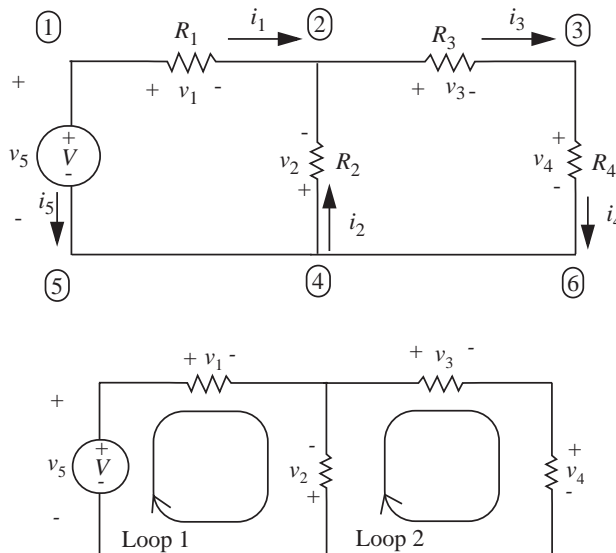 1 R1 i1 2 R3 i3 3
+ + v1 - + v3 - +
v5 + V - - v2 R2 + v4 R4 -
- i5 i2 i4
5 4 6
+ v1 - + v3 -
+ - +
v5 + V - v2 v4
- + -
Loop 1 Loop 2